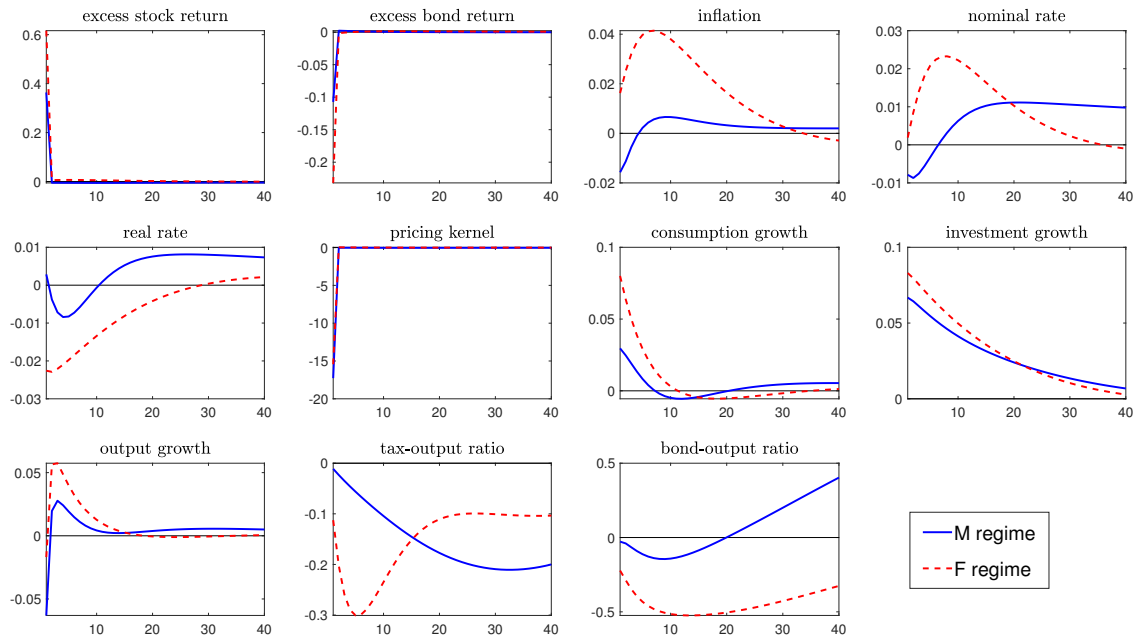 excess stock return
0.6
0.4
0.2
0
10 20 30 40
excess bond return
0
-0.05
-0.1
-0.15
-0.2
10 20 30 40
inflation
0.04
0.02
0
-0.02
10 20 30 40
nominal rate
0.03
0.02
0.01
0
-0.01
10 20 30 40
real rate
0.01
0
-0.01
-0.02
-0.03
10 20 30 40
pricing kernel
0
-5
-10
-15
-20
10 20 30 40
consumption growth
0.1
0.05
0
10 20 30 40
investment growth
0.1
0.05
0
10 20 30 40
output growth
0.05
0
-0.05
10 20 30 40
tax-output ratio
0
-0.1
-0.2
-0.3
10 20 30 40
bond-output ratio
0.5
0
-0.5
10 20 30 40
M regime
F regime